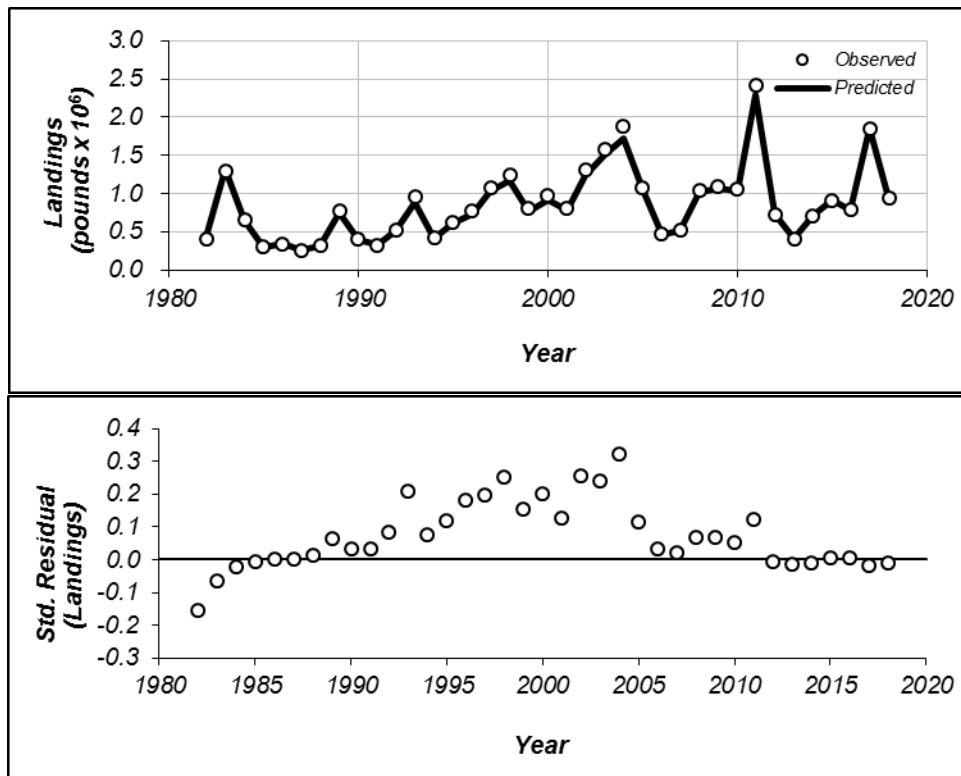 3.0
2.5
2.0
1.5
1.0
0.5
0.0
Landings
(pounds x 10⁶)
Observed
Predicted
1980 1990 2000 2010 2020
Year
0.4
0.3
0.2
0.1
0.0
-0.1
-0.2
-0.3
Std. Residual
(Landings)
1980 1985 1990 1995 2000 2005 2010 2015 2020
Year